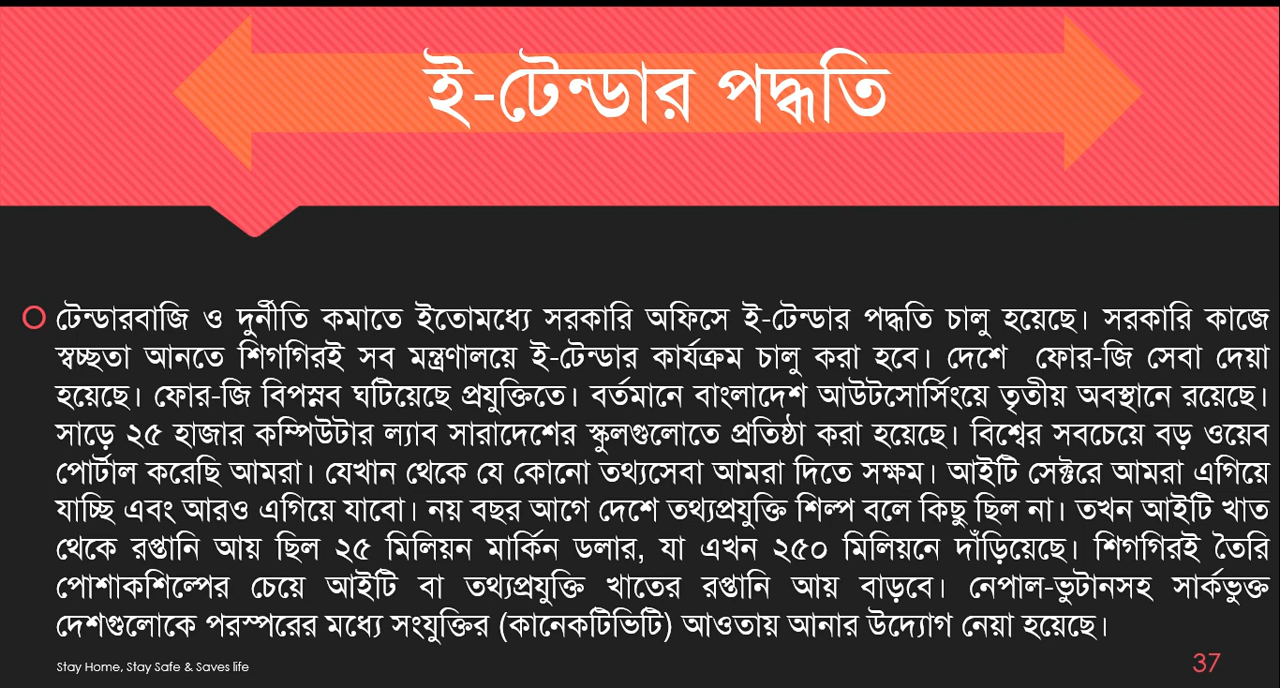 ই-টেন্ডার পদ্ধতি
টেন্ডারবাজি ও দুর্নীতি কমাতে ইতোমধ্যে সরকারি অফিসে ই-টেন্ডার পদ্ধতি চালু হয়েছে। সরকারি কাজে
স্বচ্ছতা আনতে শিগগিরই সব মন্ত্রণালয়ে ই-টেন্ডার কার্যক্রম চালু করা হবে। দেশে ফোর-জি সেবা দেয়া
হয়েছে। ফোর-জি বিপস্নব ঘটিয়েছে প্রযুক্তিতে। বর্তমানে বাংলাদেশ আউটসোর্সিংয়ে তৃতীয় অবস্থানে রয়েছে।
সাড়ে ২৫ হাজার কম্পিউটার ল্যাব সারাদেশের স্কুলগুলোতে প্রতিষ্ঠা করা হয়েছে। বিশ্বের সবচেয়ে বড় ওয়েব
পোর্টাল করেছি আমরা। যেখান থেকে যে কোনো তথ্যসেবা আমরা দিতে সক্ষম। আইটি সেক্টরে আমরা এগিয়ে
যাচ্ছি এবং আরও এগিয়ে যাবো। নয় বছর আগে দেশে তথ্যপ্রযুক্তি শিল্প বলে কিছু ছিল না। তখন আইটি খাত
থেকে রপ্তানি আয় ছিল ২৫ মিলিয়ন মার্কিন ডলার, যা এখন ২৫০ মিলিয়নে দাঁড়িয়েছে। শিগগিরই তৈরি
পোশাকশিল্পের চেয়ে আইটি বা তথ্যপ্রযুক্তি খাতের রপ্তানি আয় বাড়বে। নেপাল-ভুটানসহ সার্কভুক্ত
দেশগুলোকে পরস্পরের মধ্যে সংযুক্তির (কানেকটিভিটি) আওতায় আনার উদ্যোগ নেয়া হয়েছে।
Stay Home, Stay Safe & Saves life
37